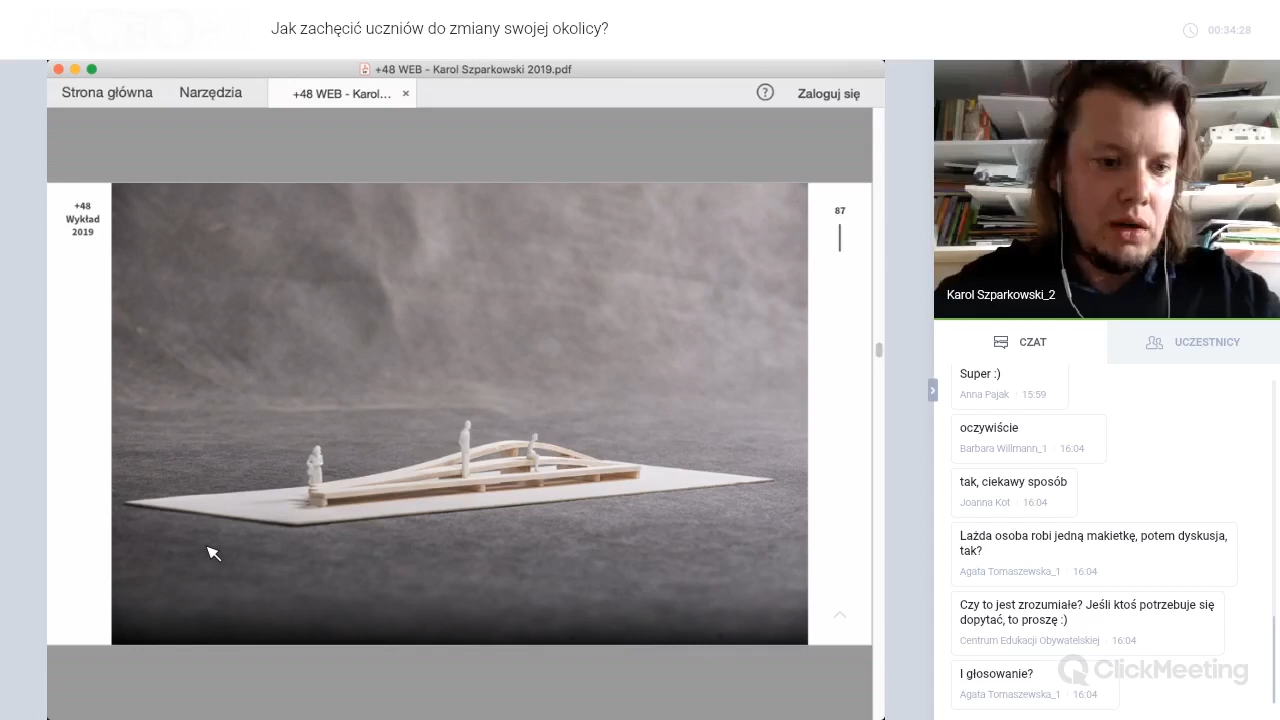 Jak zachęcić uczniów do zmiany swojej okolicy?
00:34:28
+48 WEB - Karol Szparkowski 2019.pdf
Strona główna
Narzędzia
+48 WEB - Karol...
×
?
Zaloguj się
+48
Wykład
2019
87
Karol Szparkowski_2
CZAT
UCZESTNICY
Super :)
Anna Pajak 15:59
oczywiście
Barbara Willmann_1 16:04
tak, ciekawy sposób
Joanna Kot 16:04
Lażda osoba robi jedną makietkę, potem dyskusja,
tak?
Agata Tomaszewska_1 16:04
Czy to jest zrozumiałe? Jeśli ktoś potrzebuje się
dopytać, to proszę :)
Centrum Edukacji Obywatelskiej 16:04
I głosowanie?
Agata Tomaszewska_1 16:04
ClickMeeting